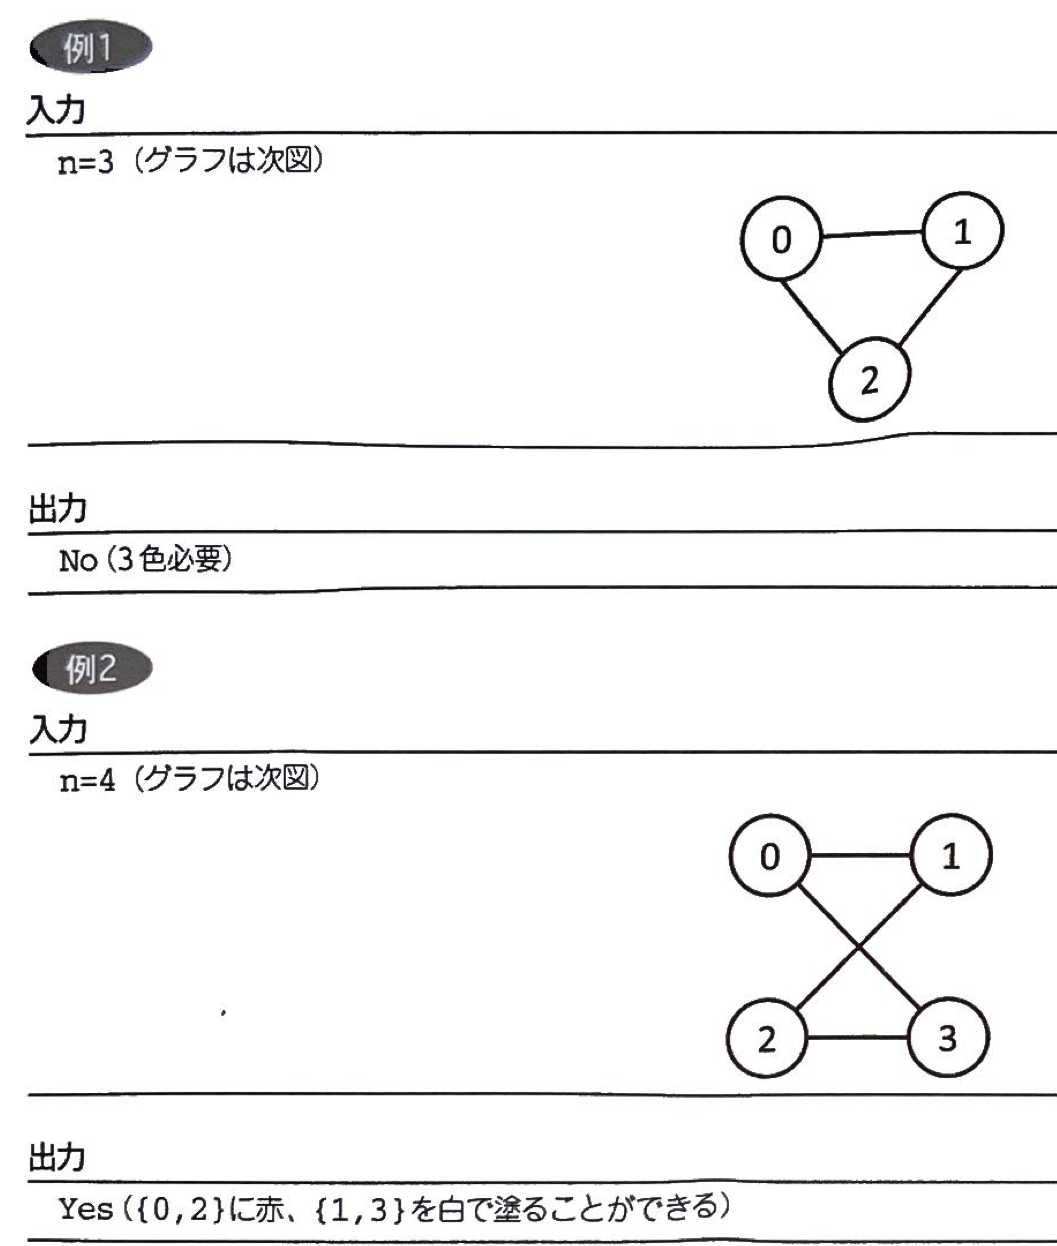 例1
入力
n=3 (グラフは次図)
0
1
2
出力
No (3色必要)
例2
入力
n=4 (グラフは次図)
0
1
2
3
出力
Yes ({0,2}に赤、{1,3}を白で塗ることができる)